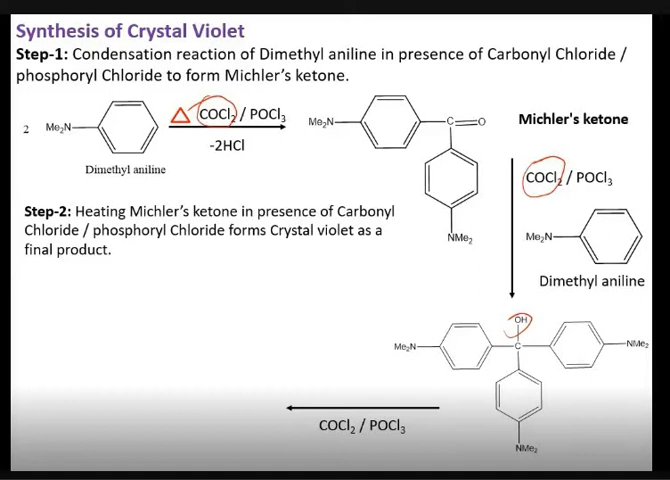 Synthesis of Crystal Violet
Step-1: Condensation reaction of Dimethyl aniline in presence of Carbonyl Chloride /
phosphoryl Chloride to form Michler's ketone.
2 Me₂N
Dimethyl aniline
COCl₂ / POCl₃
-2HCl
Me₂N
C
O
NMe₂
Michler's ketone
COCl₂ / POCl₃
Me₂N
Dimethyl aniline
Step-2: Heating Michler's ketone in presence of Carbonyl
Chloride / phosphoryl Chloride forms Crystal violet as a
final product.
OH
Me₂N
C
NMe₂
NMe₂
COCl₂ / POCl₃